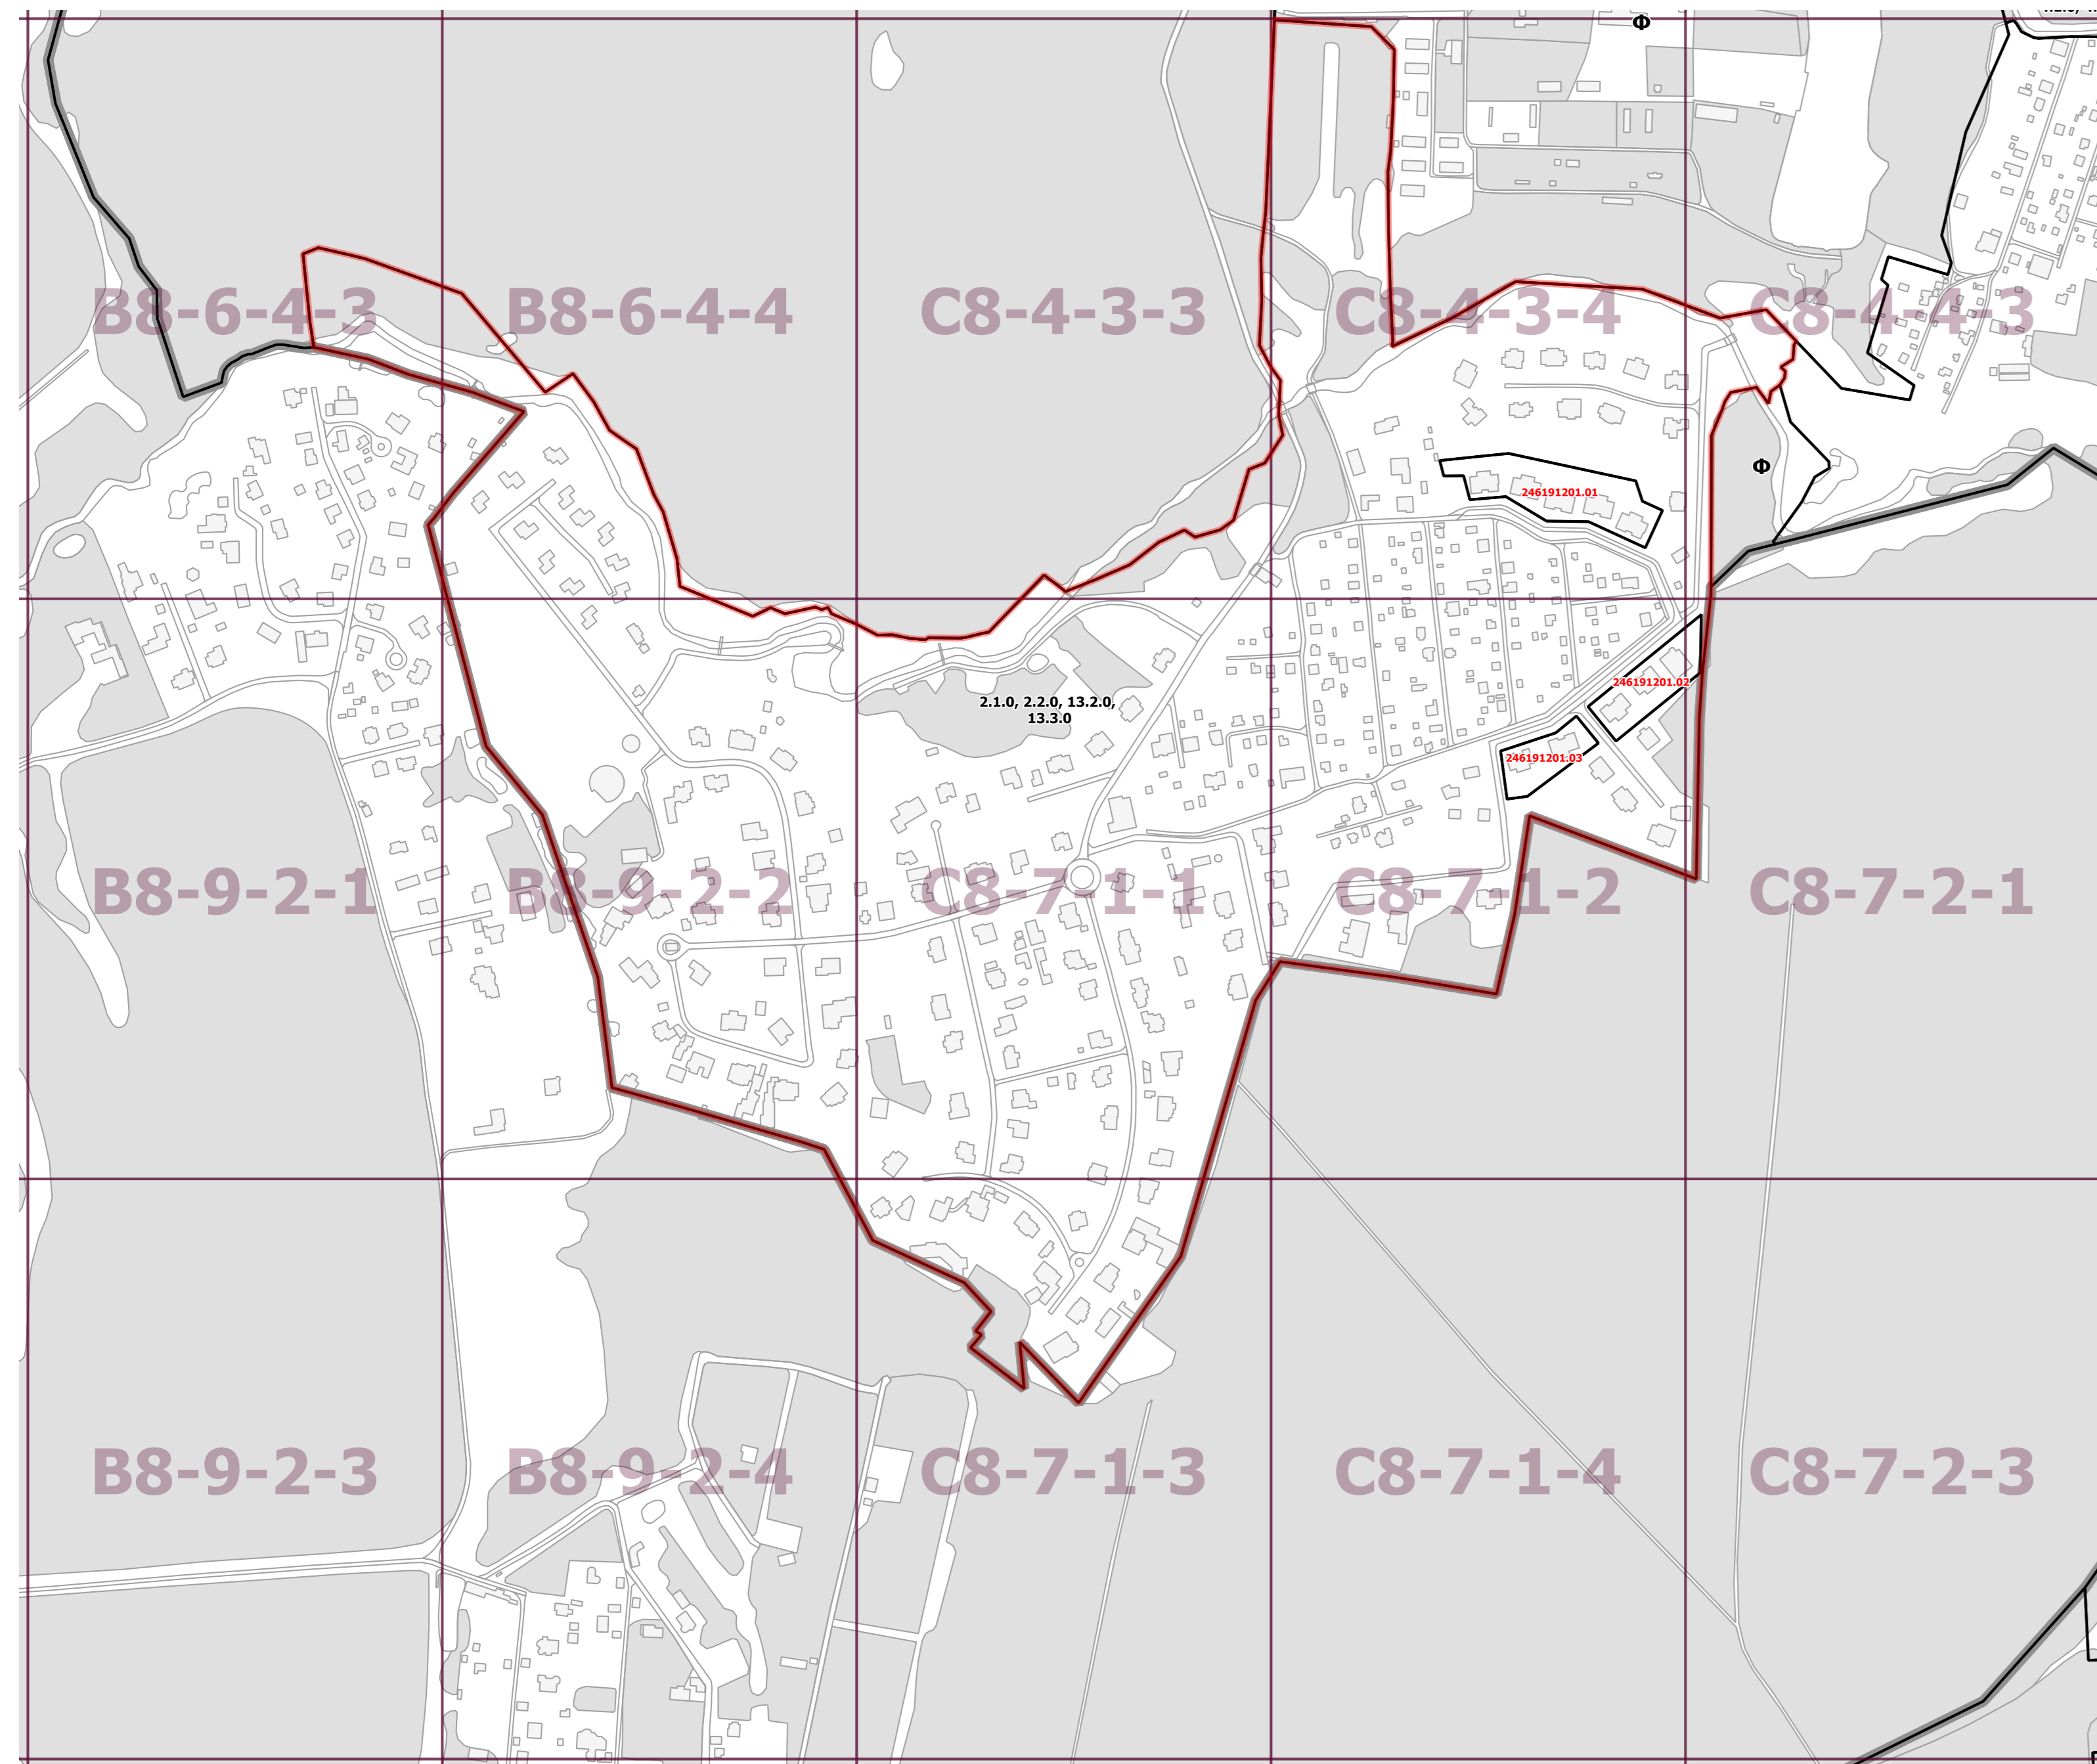 Ф
B8-6-4-3
B8-6-4-4
C8-4-3-3
C8-4-3-4
C8-4-4-3
Ф
246191201.01
246191201.02
2.1.0, 2.2.0, 13.2.0,
13.3.0
246191201.03
B8-9-2-1
B8-9-2-2
C8-7-1-1
C8-7-1-2
C8-7-2-1
B8-9-2-3
B8-9-2-4
C8-7-1-3
C8-7-1-4
C8-7-2-3